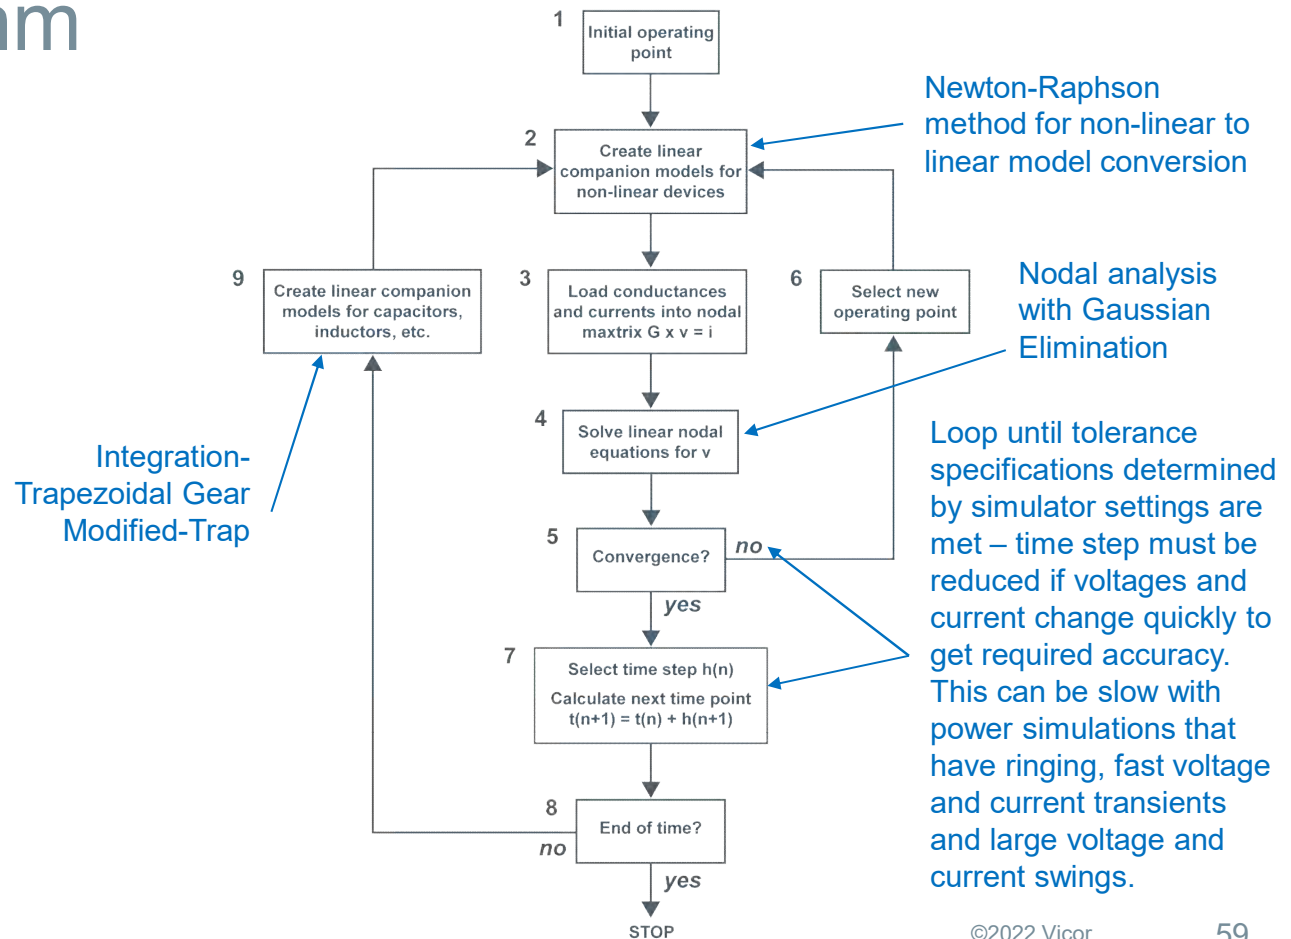 1
Initial operating
point
Newton-Raphson
method for non-linear to
linear model conversion
2
Create linear
companion models for
non-linear devices
9
Create linear companion
models for capacitors,
inductors, etc.
3
Load conductances
and currents into nodal
maxtrix G x v = i
6
Select new
operating point
Nodal analysis
with Gaussian
Elimination
4
Solve linear nodal
equations for v
Integration-
Trapezoidal Gear
Modified-Trap
Loop until tolerance
specifications determined
by simulator settings are
met – time step must be
reduced if voltages and
current change quickly to
get required accuracy.
This can be slow with
power simulations that
have ringing, fast voltage
and current transients
and large voltage and
current swings.
5
Convergence?
no
yes
7
Select time step h(n)
Calculate next time point
t(n+1) = t(n) + h(n+1)
8
End of time?
no
yes
STOP
©2022 Vicor
59